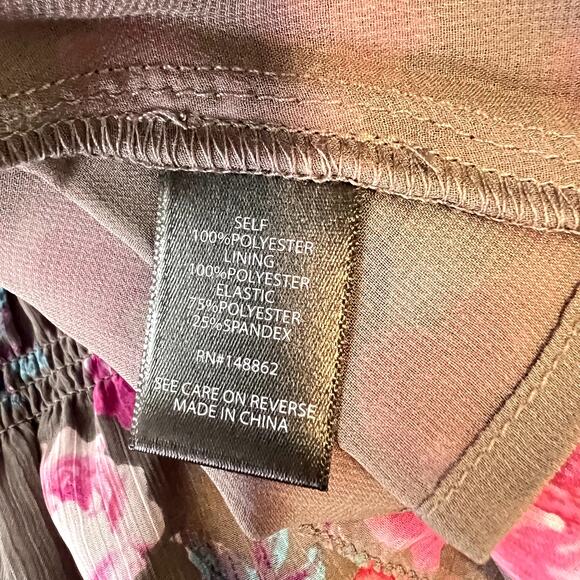 SELF
100%POLYESTER
LINING
100%POLYESTER
ELASTIC
75%POLYESTER
25%SPANDEX
RN#148862
SEE CARE ON REVERSE
MADE IN CHINA